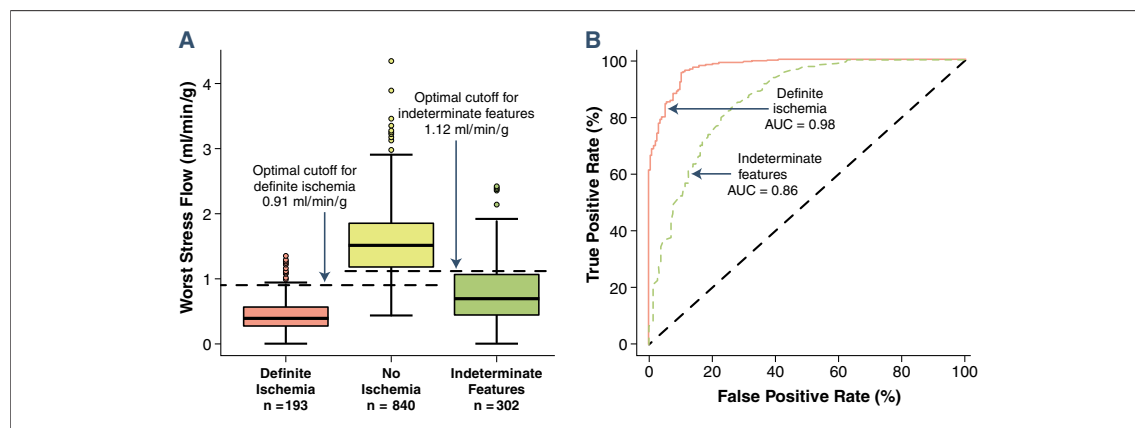 A
Worst Stress Flow (ml/min/g)
4
3
2
1
0
Optimal cutoff for
definite ischemia
0.91 ml/min/g
Optimal cutoff for
indeterminate features
1.12 ml/min/g
Definite
Ischemia
n =193
No
Ischemia
n = 840
Indeterminate
Features
n =302
B
True Positive Rate (%)
100
80
60
40
20
0
Definite
ischemia
AUC = 0.98
Indeterminate
features
AUC = 0.86
0 20 40 60 80 100
False Positive Rate (%)